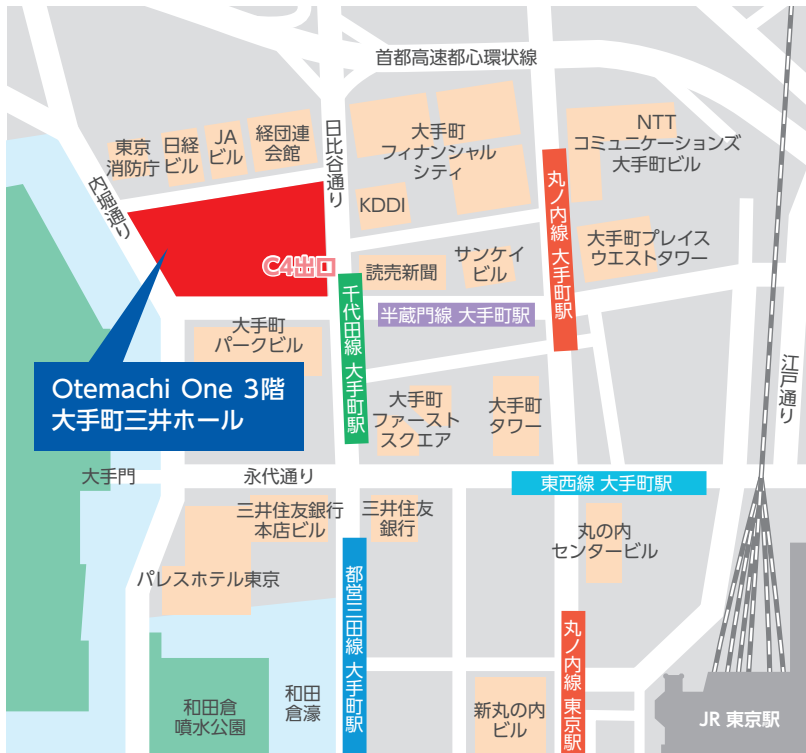 首都高速都心環状線
日比谷通り
内堀通り
東京
消防庁
日経
ビル
JA
ビル
経団連
会館
大手町
フィナンシャル
シティ
KDDI
NTT
コミュニケーションズ
大手町ビル
丸ノ内線 大手町駅
大手町プレイス
ウエストタワー
C4出口
読売新聞
サンケイ
ビル
半蔵門線 大手町駅
千代田線 大手町駅
大手町
パークビル
Otemachi One 3階
大手町三井ホール
大手町
ファースト
スクエア
大手町
タワー
江戸通り
大手門
永代通り
東西線 大手町駅
三井住友銀行
本店ビル
三井住友
銀行
丸の内
センタービル
パレスホテル東京
都営三田線 大手町駅
丸ノ内線 東京駅
和田倉
噴水公園
和田
倉濠
新丸の内
ビル
JR 東京駅